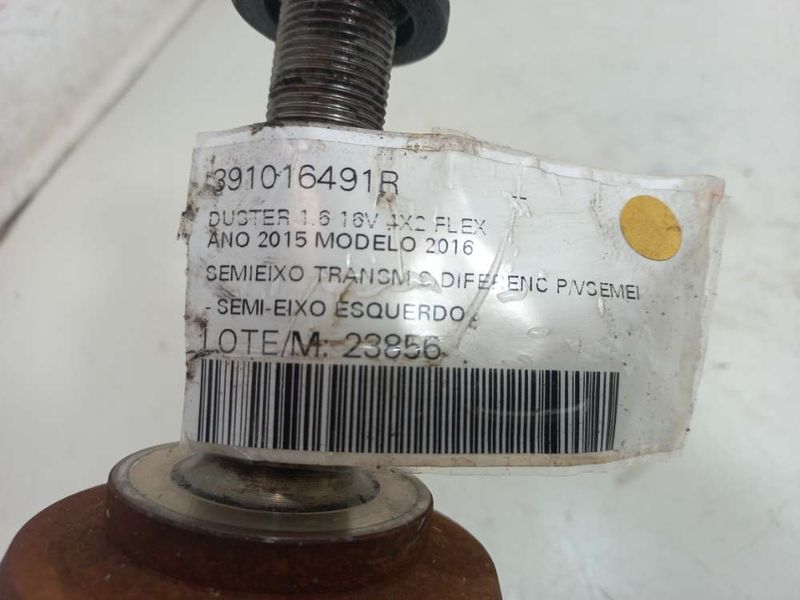 391016491R
DUSTER 1.6 16V 4X2 FLEX
ANO 2015 MODELO 2016
SEMIEIXO TRANSM S DIFERENC P/VSEMEI
- SEMI-EIXO ESQUERDO -
LOTE/M: 23856